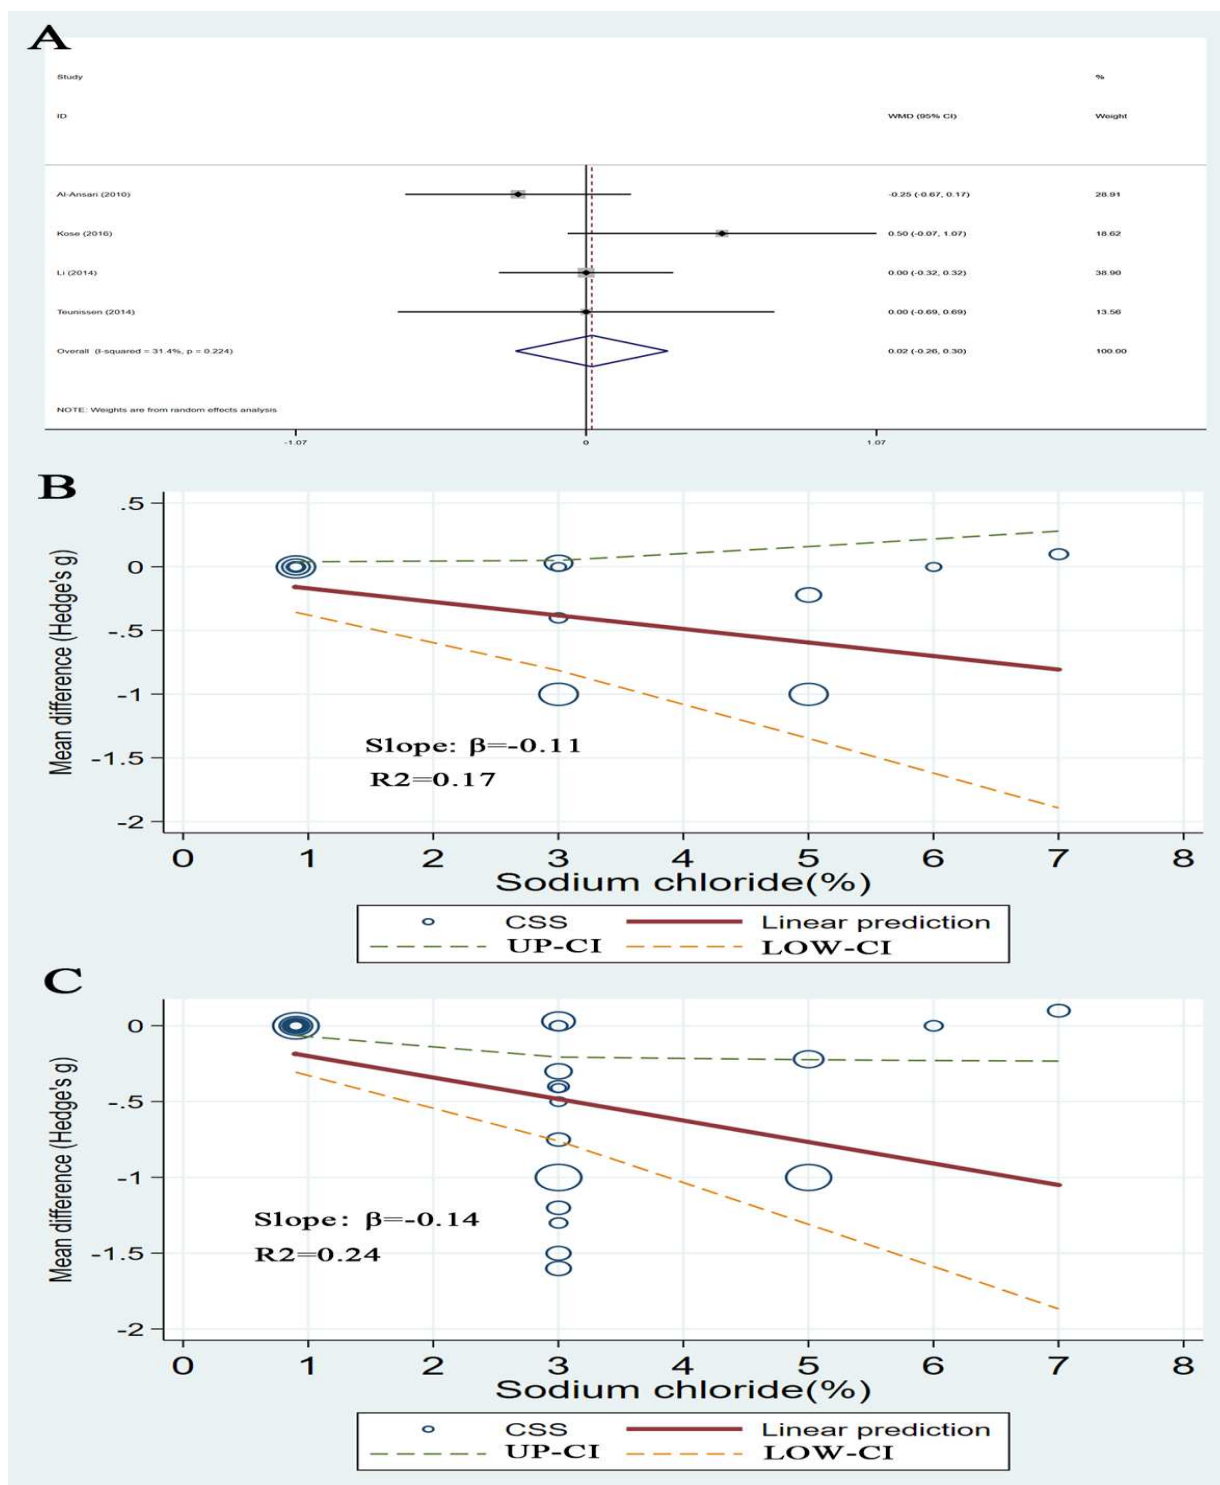 A
Study %
ID WMD (95% CI) Weight
Al-Ansari (2010) -0.25 (-0.67, 0.17) 28.91
Kose (2016) 0.50 (-0.07, 1.07) 18.62
Li (2014) 0.00 (-0.32, 0.32) 38.90
Teunissen (2014) 0.00 (-0.69, 0.69) 13.56
Overall (I-squared = 31.4%, p = 0.224) 0.02 (-0.26, 0.30) 100.00
NOTE: Weights are from random effects analysis
-1.07 0 1.07
B
Mean difference (Hedge's g)
.5
0
-.5
-1
-1.5
-2
Slope: β=-0.11
R2=0.17
0 1 2 3 4 5 6 7 8
Sodium chloride(%)
CSS Linear prediction
UP-CI LOW-CI
C
Mean difference (Hedge's g)
0
-.5
-1
-1.5
-2
Slope: β=-0.14
R2=0.24
0 1 2 3 4 5 6 7 8
Sodium chloride(%)
CSS Linear prediction
UP-CI LOW-CI